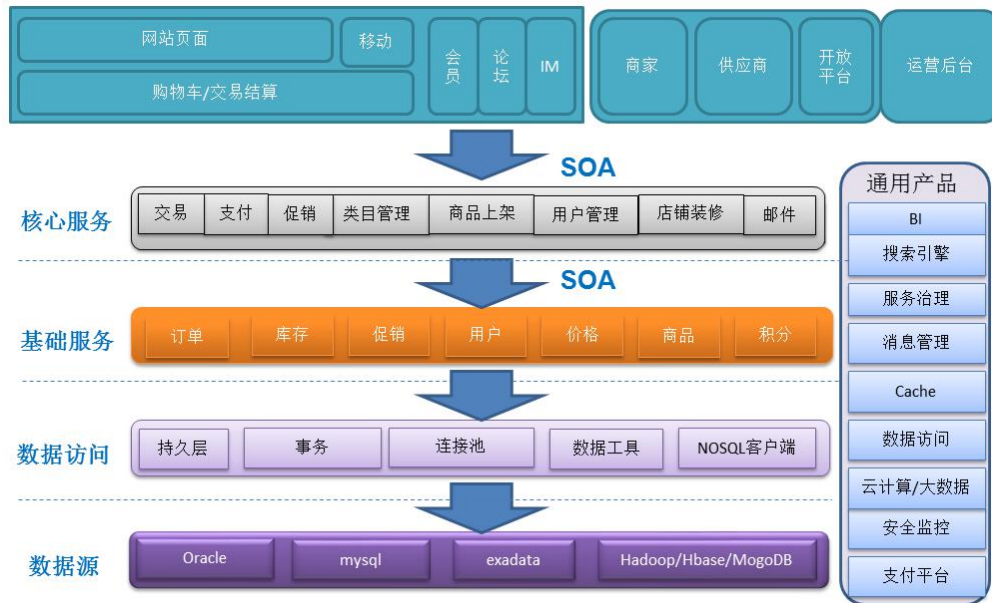 网站页面
移动
购物车/交易结算
会员
论坛
IM
商家
供应商
开放
平台
运营后台
SOA
核心服务
交易
支付
促销
类目管理
商品上架
用户管理
店铺装修
邮件
SOA
基础服务
订单
库存
促销
用户
价格
商品
积分
数据访问
持久层
事务
连接池
数据工具
NOSQL客户端
数据源
Oracle
mysql
exadata
Hadoop/Hbase/MogoDB
通用产品
BI
搜索引擎
服务治理
消息管理
Cache
数据访问
云计算/大数据
安全监控
支付平台